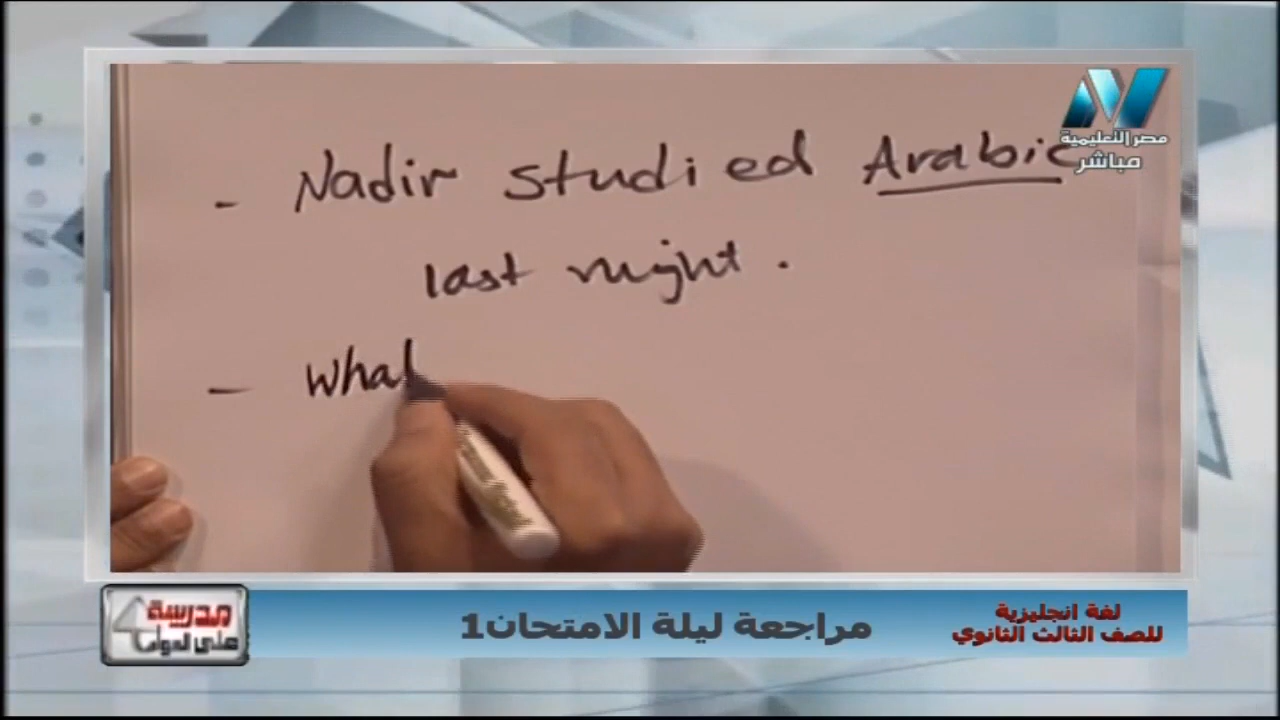 مصر التعليمية
مباشر
- Nadir studied Arabic
last night .
- What
لغة انجليزية
للصف الثالث الثانوي
مراجعة ليلة الامتحان1
مدرسة
على الهواء